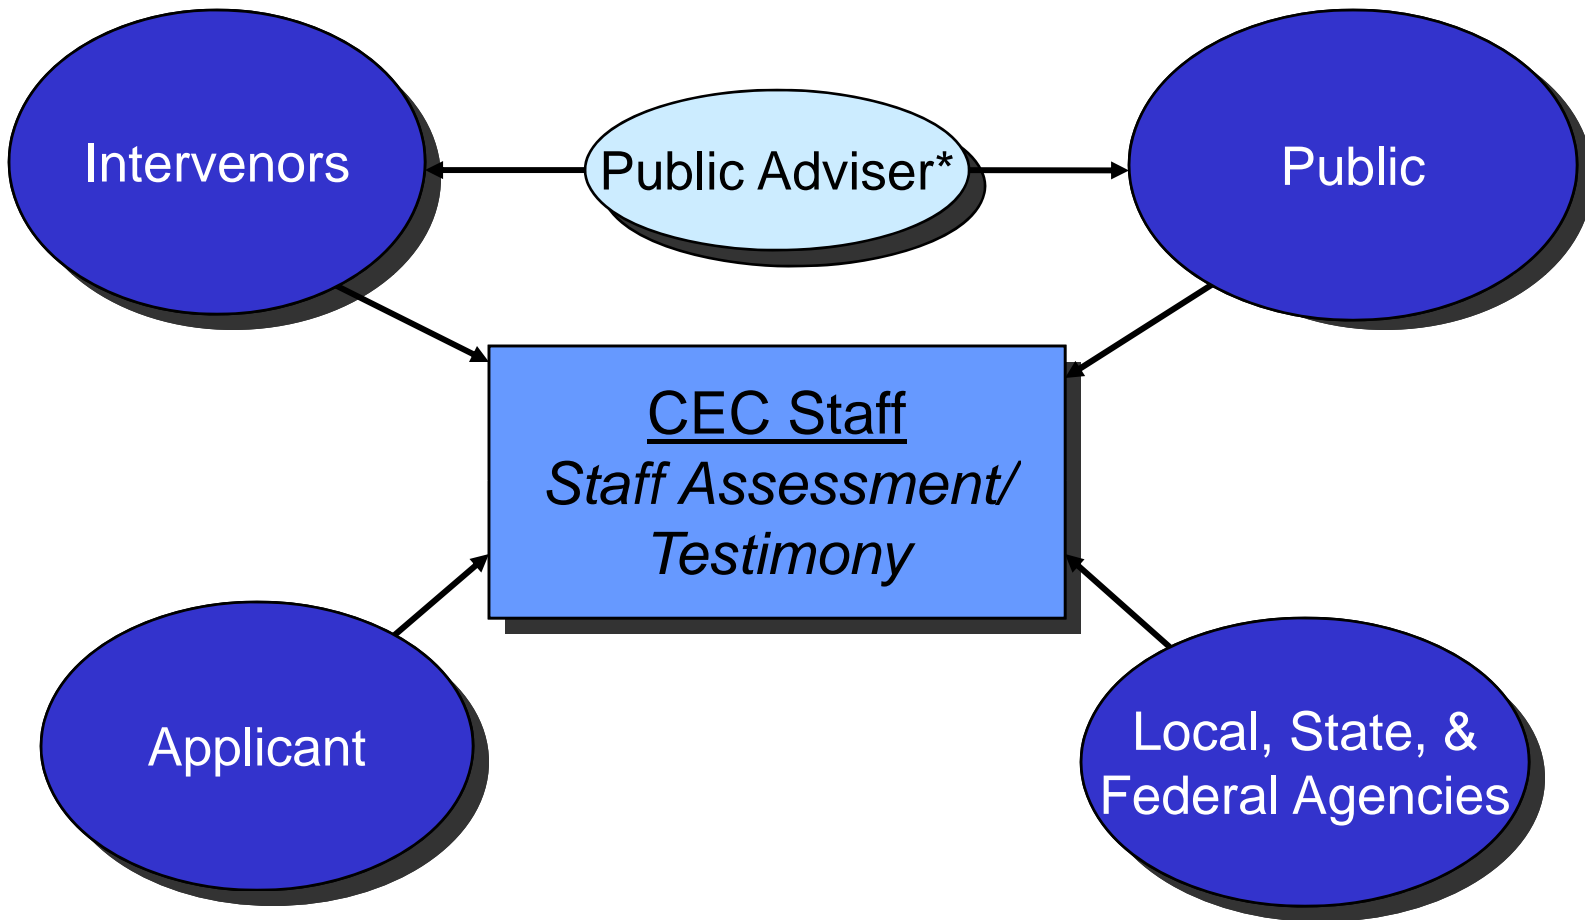 Intervenors
Public Adviser*
Public
CEC Staff
Staff Assessment/
Testimony
Applicant
Local, State, &
Federal Agencies